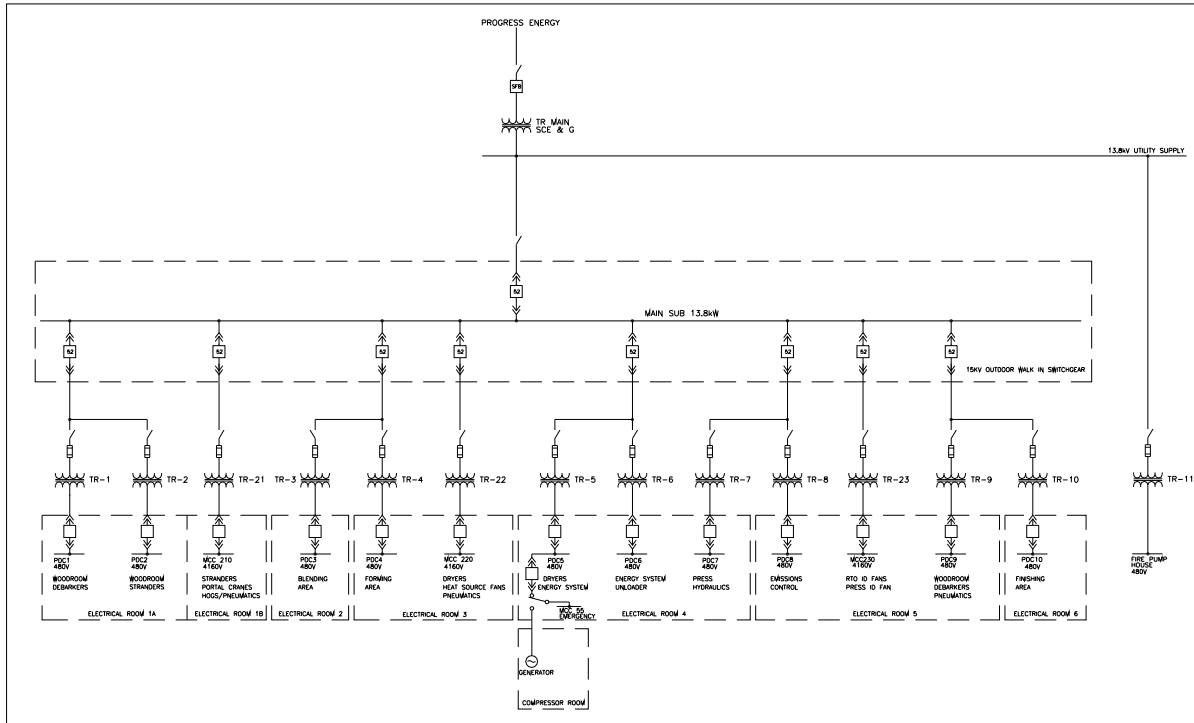 PROGRESS ENERGY
SFB
TR MAIN
SCE & G
13.8kV UTILITY SUPPLY
52
MAIN SUB 13.8kW
52
52
52
52
52
52
52
52
15KV OUTDOOR WALK IN SWITCHGEAR
TR-1
TR-2
TR-21
TR-3
TR-4
TR-22
TR-5
TR-6
TR-7
TR-8
TR-23
TR-9
TR-10
TR-11
PDC1
480V
WOODROOM
DEBARKERS
PDC2
480V
WOODROOM
STRANDERS
ELECTRICAL ROOM 1A
MCC 210
4160V
STRANDERS
PORTAL CRANES
HOGS/PNEUMATICS
ELECTRICAL ROOM 1B
PDC3
480V
BLENDING
AREA
ELECTRICAL ROOM 2
PDC4
480V
FORMING
AREA
MCC 220
4160V
DRYERS
HEAT SOURCE FANS
PNEUMATICS
ELECTRICAL ROOM 3
PDC5
480V
DRYERS
ENERGY SYSTEM
MCC 55
EMERGENCY
PDC6
480V
ENERGY SYSTEM
UNLOADER
PDC7
480V
PRESS
HYDRAULICS
ELECTRICAL ROOM 4
PDC8
480V
EMISSIONS
CONTROL
MCC230
4160V
RTO ID FANS
PRESS ID FAN
PDC9
480V
WOODROOM
DEBARKERS
PNEUMATICS
ELECTRICAL ROOM 5
PDC10
480V
FINISHING
AREA
ELECTRICAL ROOM 6
FIRE PUMP
HOUSE
480V
GENERATOR
COMPRESSOR ROOM